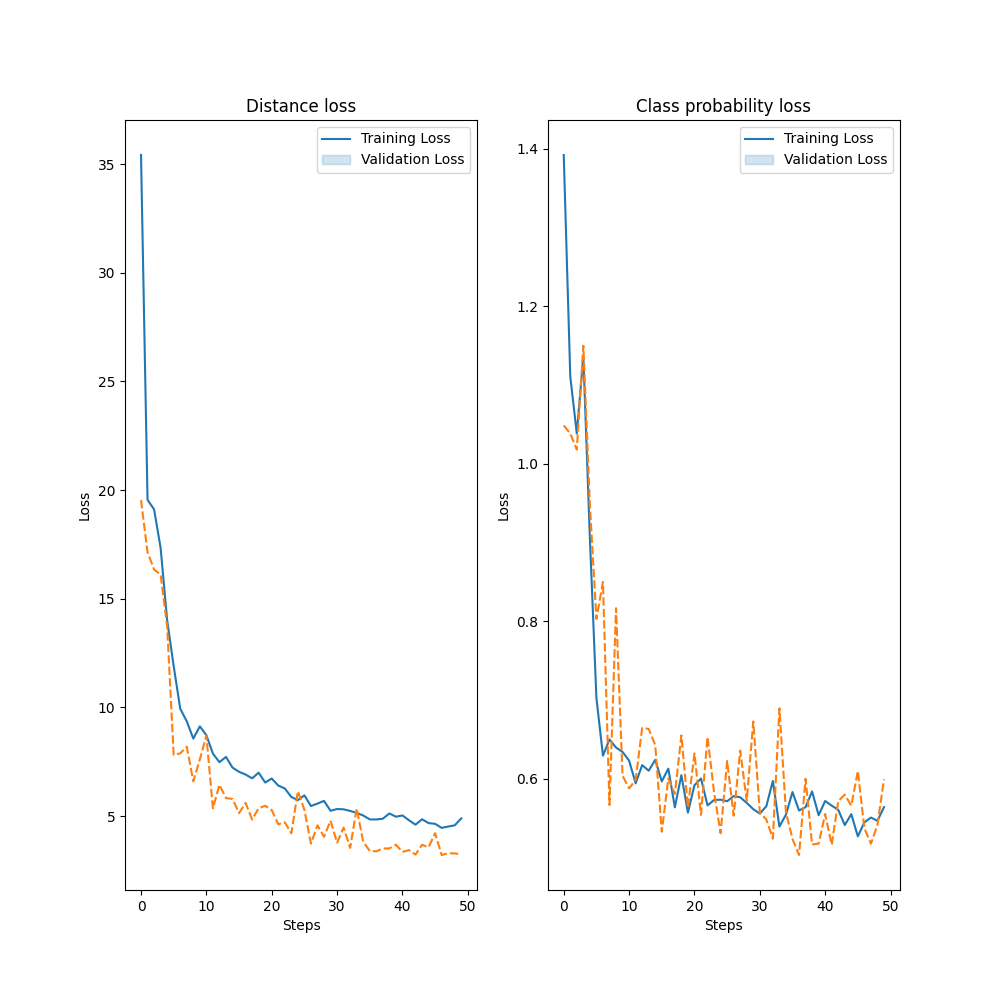 Distance loss
Training Loss
Validation Loss
35
30
25
20
15
10
5
Loss
0
10
20
30
40
50
Steps
Class probability loss
Training Loss
Validation Loss
1.4
1.2
1.0
0.8
0.6
Loss
0
10
20
30
40
50
Steps